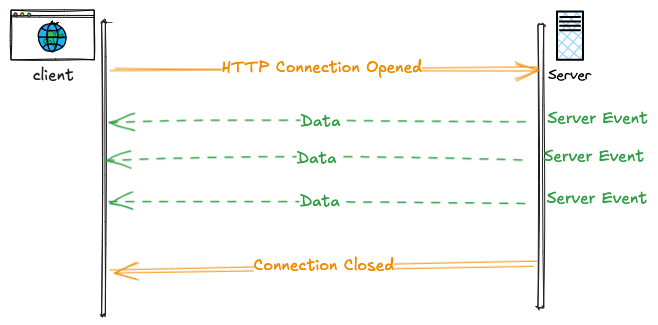 client
Server
HTTP Connection Opened
Data
Server Event
Data
Server Event
Data
Server Event
Connection Closed